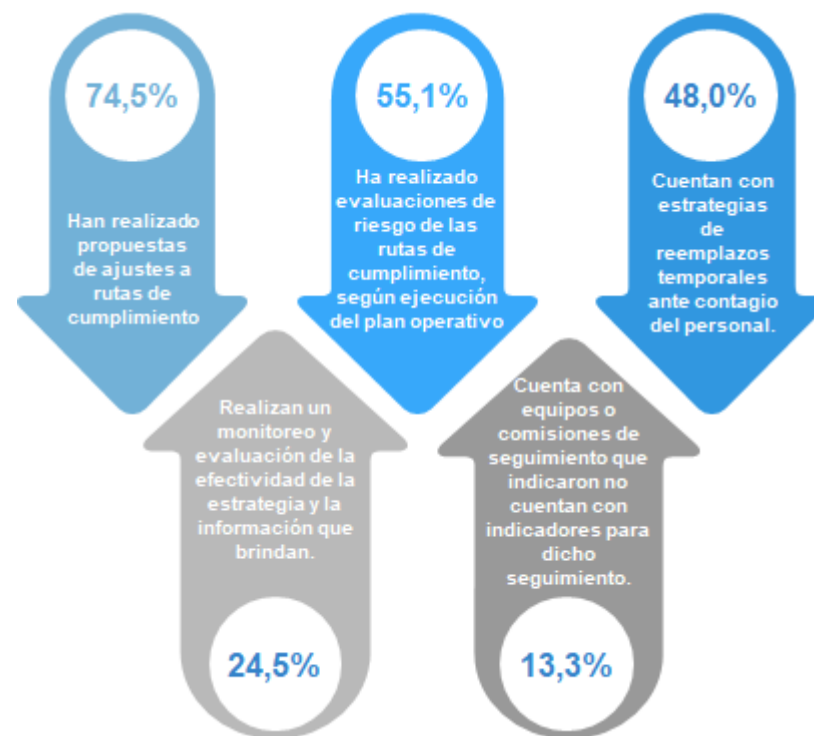 74,5%
Han realizado
propuestas
de ajustes a
rutas de
cumplimiento
55,1%
Ha realizado
evaluaciones de
riesgo de las
rutas de
cumplimiento,
según ejecución
del plan operativo
48,0%
Cuentan con
estrategias
de
reemplazos
temporales
ante contagio
del personal.
Realizan un
monitoreo y
evaluación de la
efectividad de la
estrategia y la
información que
brindan.
24,5%
Cuenta con
equipos o
comisiones de
seguimiento que
indicaron no
cuentan con
indicadores para
dicho
seguimiento.
13,3%